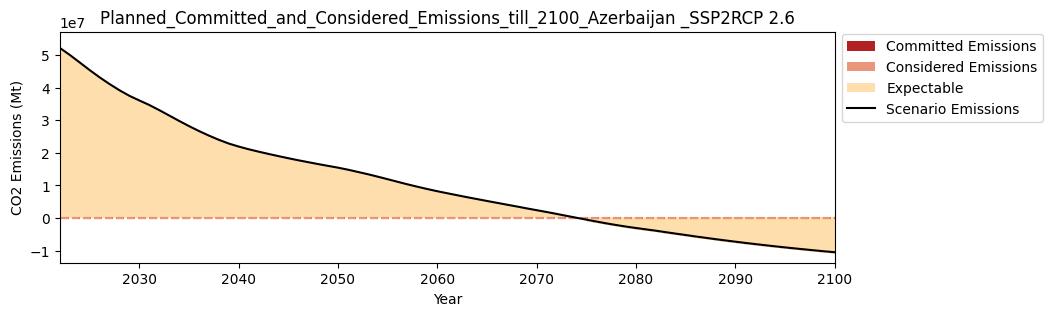 Planned_Committed_and_Considered_Emissions_till_2100_Azerbaijan _SSP2RCP 2.6
1e7
5
4
3
2
1
0
−1
CO2 Emissions (Mt)
2030 2040 2050 2060 2070 2080 2090 2100
Year
Committed Emissions
Considered Emissions
Expectable
Scenario Emissions